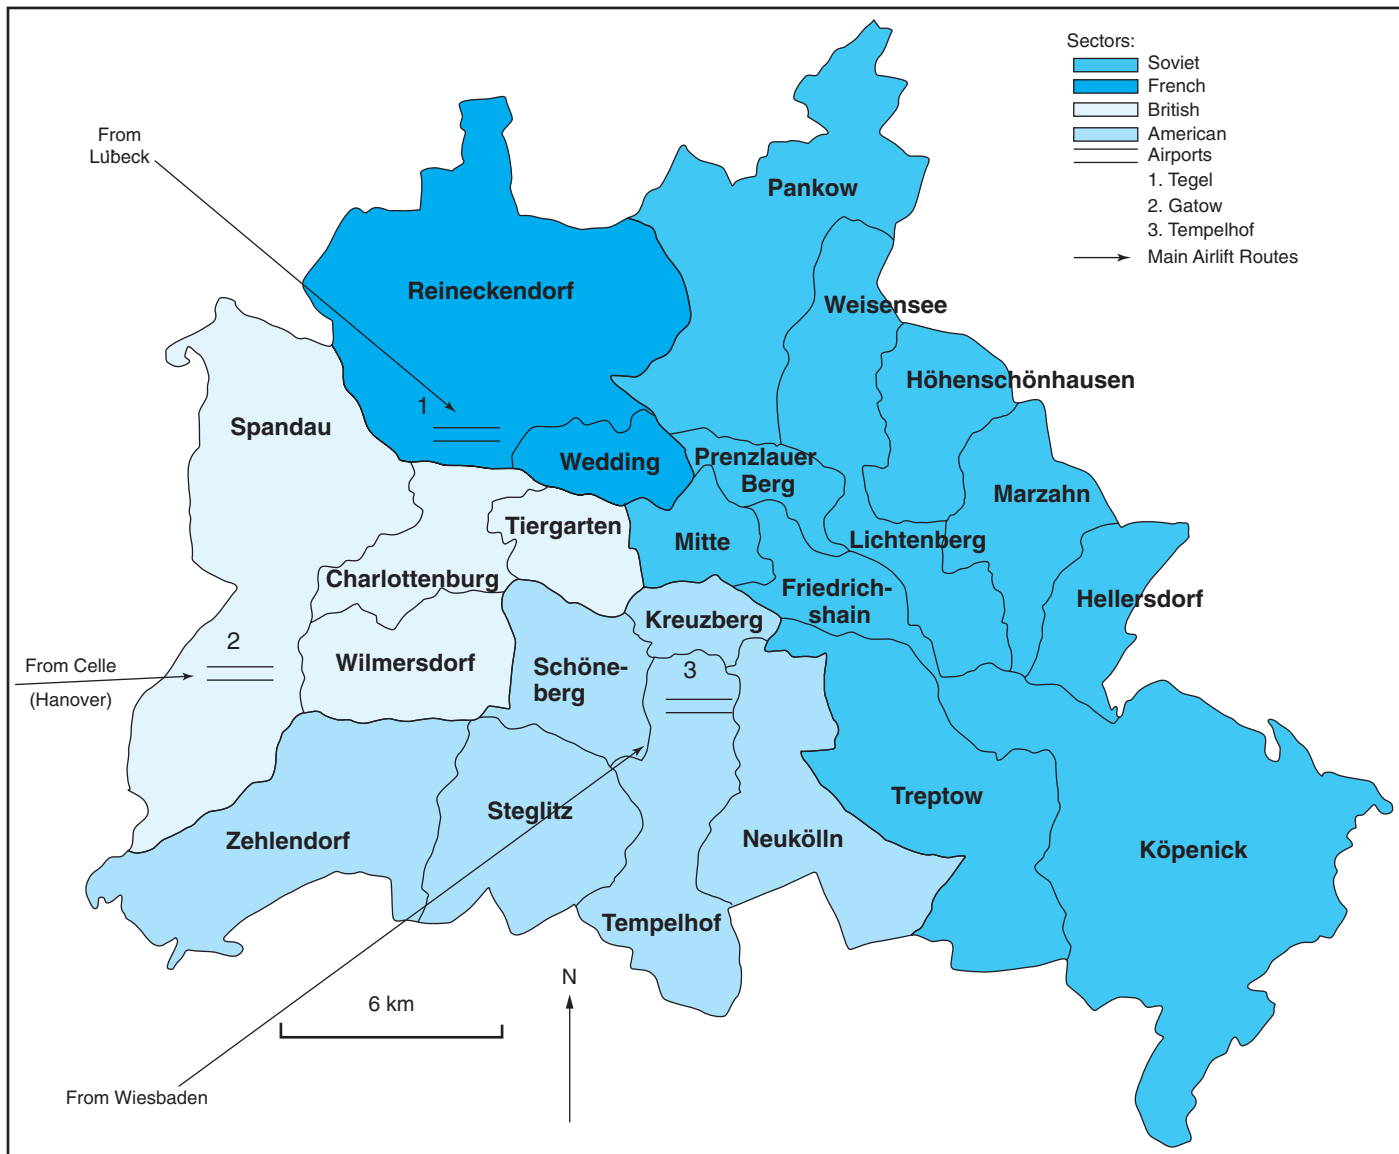 Sectors:
Soviet
French
British
American
Airports
1. Tegel
2. Gatow
3. Tempelhof
Main Airlift Routes
From
Lübeck
Pankow
Reineckendorf
Weisensee
Höhenschönhausen
Spandau
1
Wedding
Prenzlauer
Berg
Marzahn
Tiergarten
Mitte
Lichtenberg
Charlottenburg
Friedrich-
shain
Hellersdorf
Kreuzberg
2
Wilmersdorf
Schöne-
berg
3
From Celle
(Hanover)
Treptow
Steglitz
Zehlendorf
Neukölln
Köpenick
Tempelhof
N
6 km
From Wiesbaden